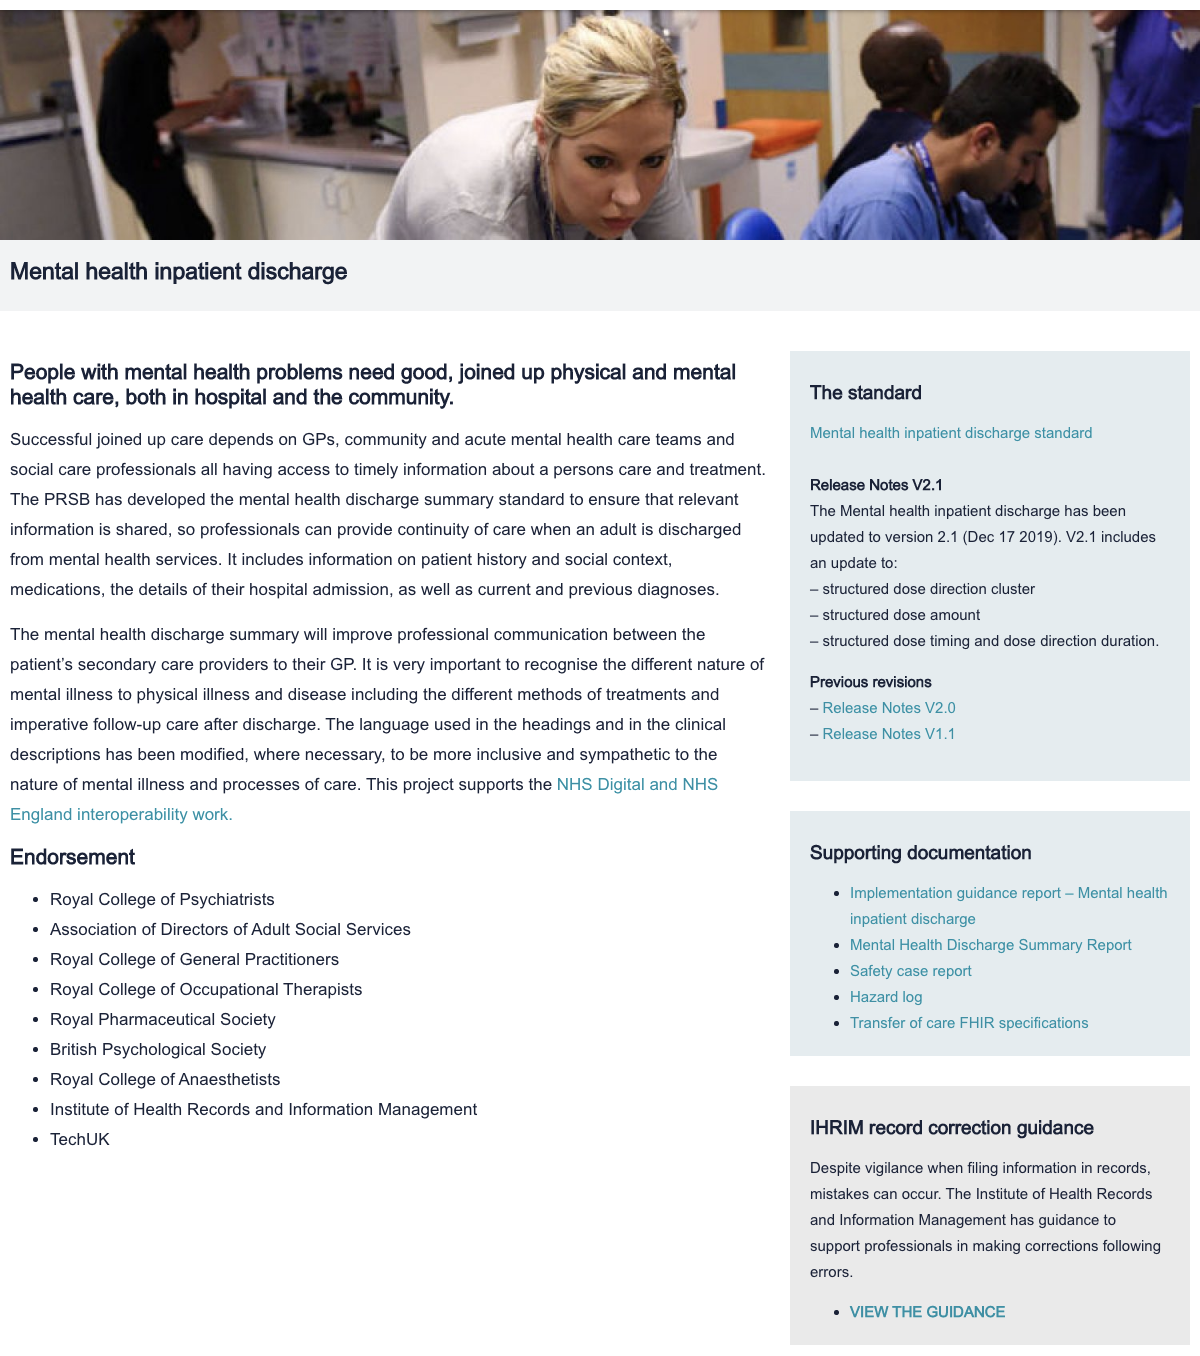 Mental health inpatient discharge
People with mental health problems need good, joined up physical and mental
health care, both in hospital and the community.
Successful joined up care depends on GPs, community and acute mental health care teams and
social care professionals all having access to timely information about a persons care and treatment.
The PRSB has developed the mental health discharge summary standard to ensure that relevant
information is shared, so professionals can provide continuity of care when an adult is discharged
from mental health services. It includes information on patient history and social context,
medications, the details of their hospital admission, as well as current and previous diagnoses.
The mental health discharge summary will improve professional communication between the
patient’s secondary care providers to their GP. It is very important to recognise the different nature of
mental illness to physical illness and disease including the different methods of treatments and
imperative follow-up care after discharge. The language used in the headings and in the clinical
descriptions has been modified, where necessary, to be more inclusive and sympathetic to the
nature of mental illness and processes of care. This project supports the NHS Digital and NHS
England interoperability work.
Endorsement
• Royal College of Psychiatrists
• Association of Directors of Adult Social Services
• Royal College of General Practitioners
• Royal College of Occupational Therapists
• Royal Pharmaceutical Society
• British Psychological Society
• Royal College of Anaesthetists
• Institute of Health Records and Information Management
• TechUK
The standard
Mental health inpatient discharge standard
Release Notes V2.1
The Mental health inpatient discharge has been
updated to version 2.1 (Dec 17 2019). V2.1 includes
an update to:
– structured dose direction cluster
– structured dose amount
– structured dose timing and dose direction duration.
Previous revisions
– Release Notes V2.0
– Release Notes V1.1
Supporting documentation
• Implementation guidance report – Mental health
inpatient discharge
• Mental Health Discharge Summary Report
• Safety case report
• Hazard log
• Transfer of care FHIR specifications
IHRIM record correction guidance
Despite vigilance when filing information in records,
mistakes can occur. The Institute of Health Records
and Information Management has guidance to
support professionals in making corrections following
errors.
• VIEW THE GUIDANCE